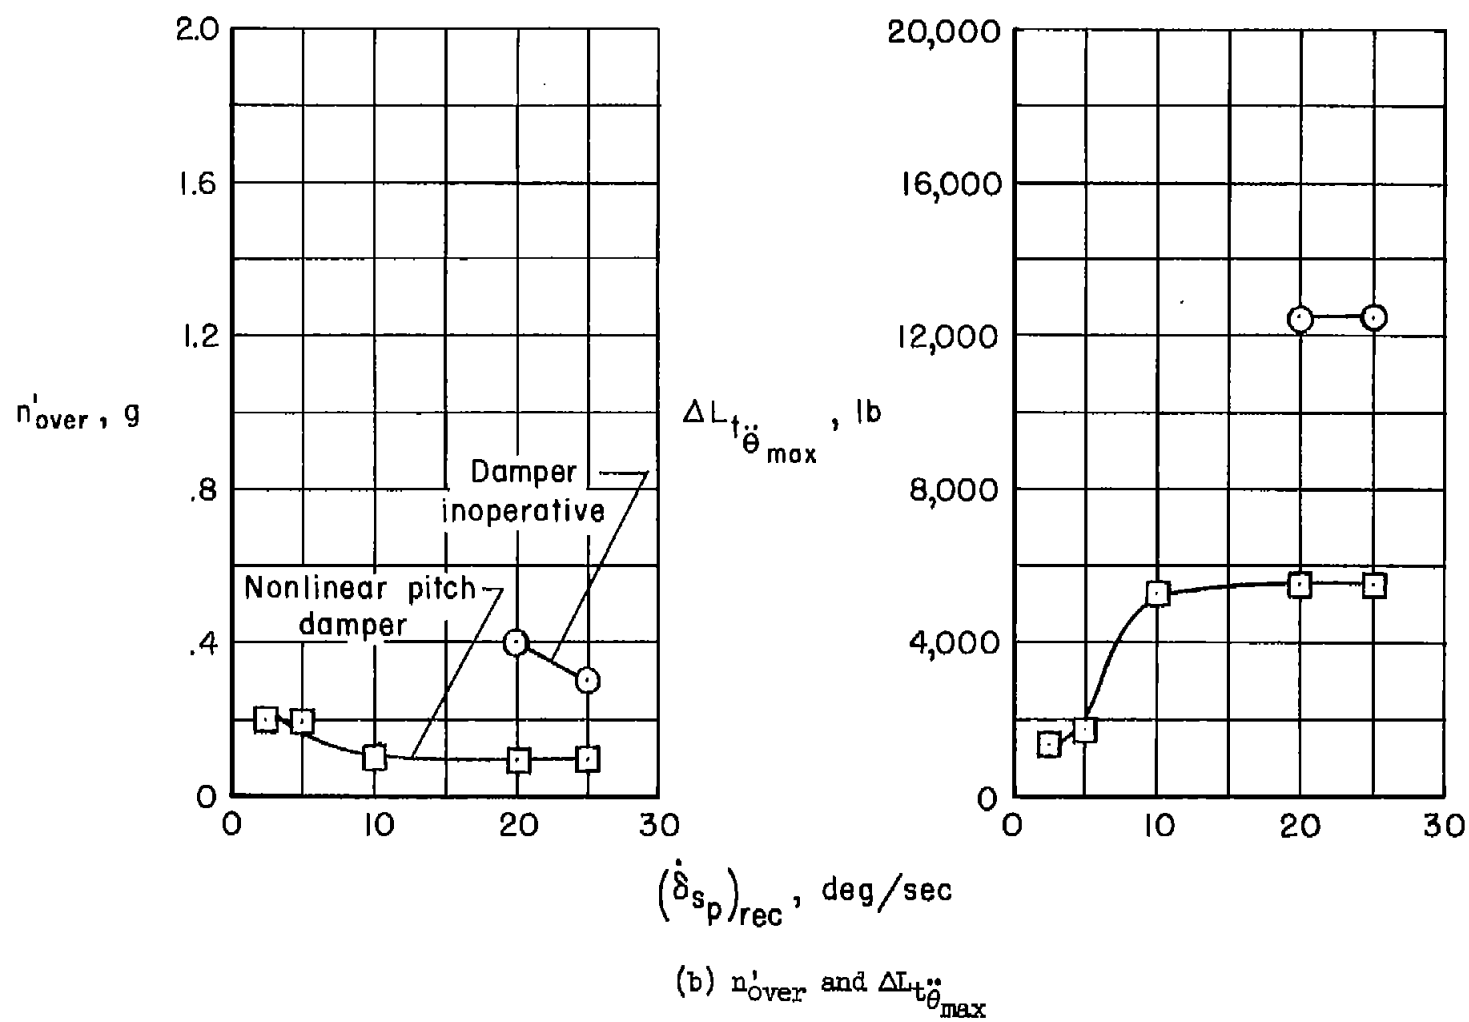 2.0
1.6
1.2
.8
.4
0
0 10 20 30
n'over, g
Damper
inoperative
Nonlinear pitch
damper
20,000
16,000
12,000
8,000
4,000
0
0 10 20 30
ΔLtθ̈max, lb
(δ̇sp)rec, deg/sec
(b) n'over and ΔLtθ̈max